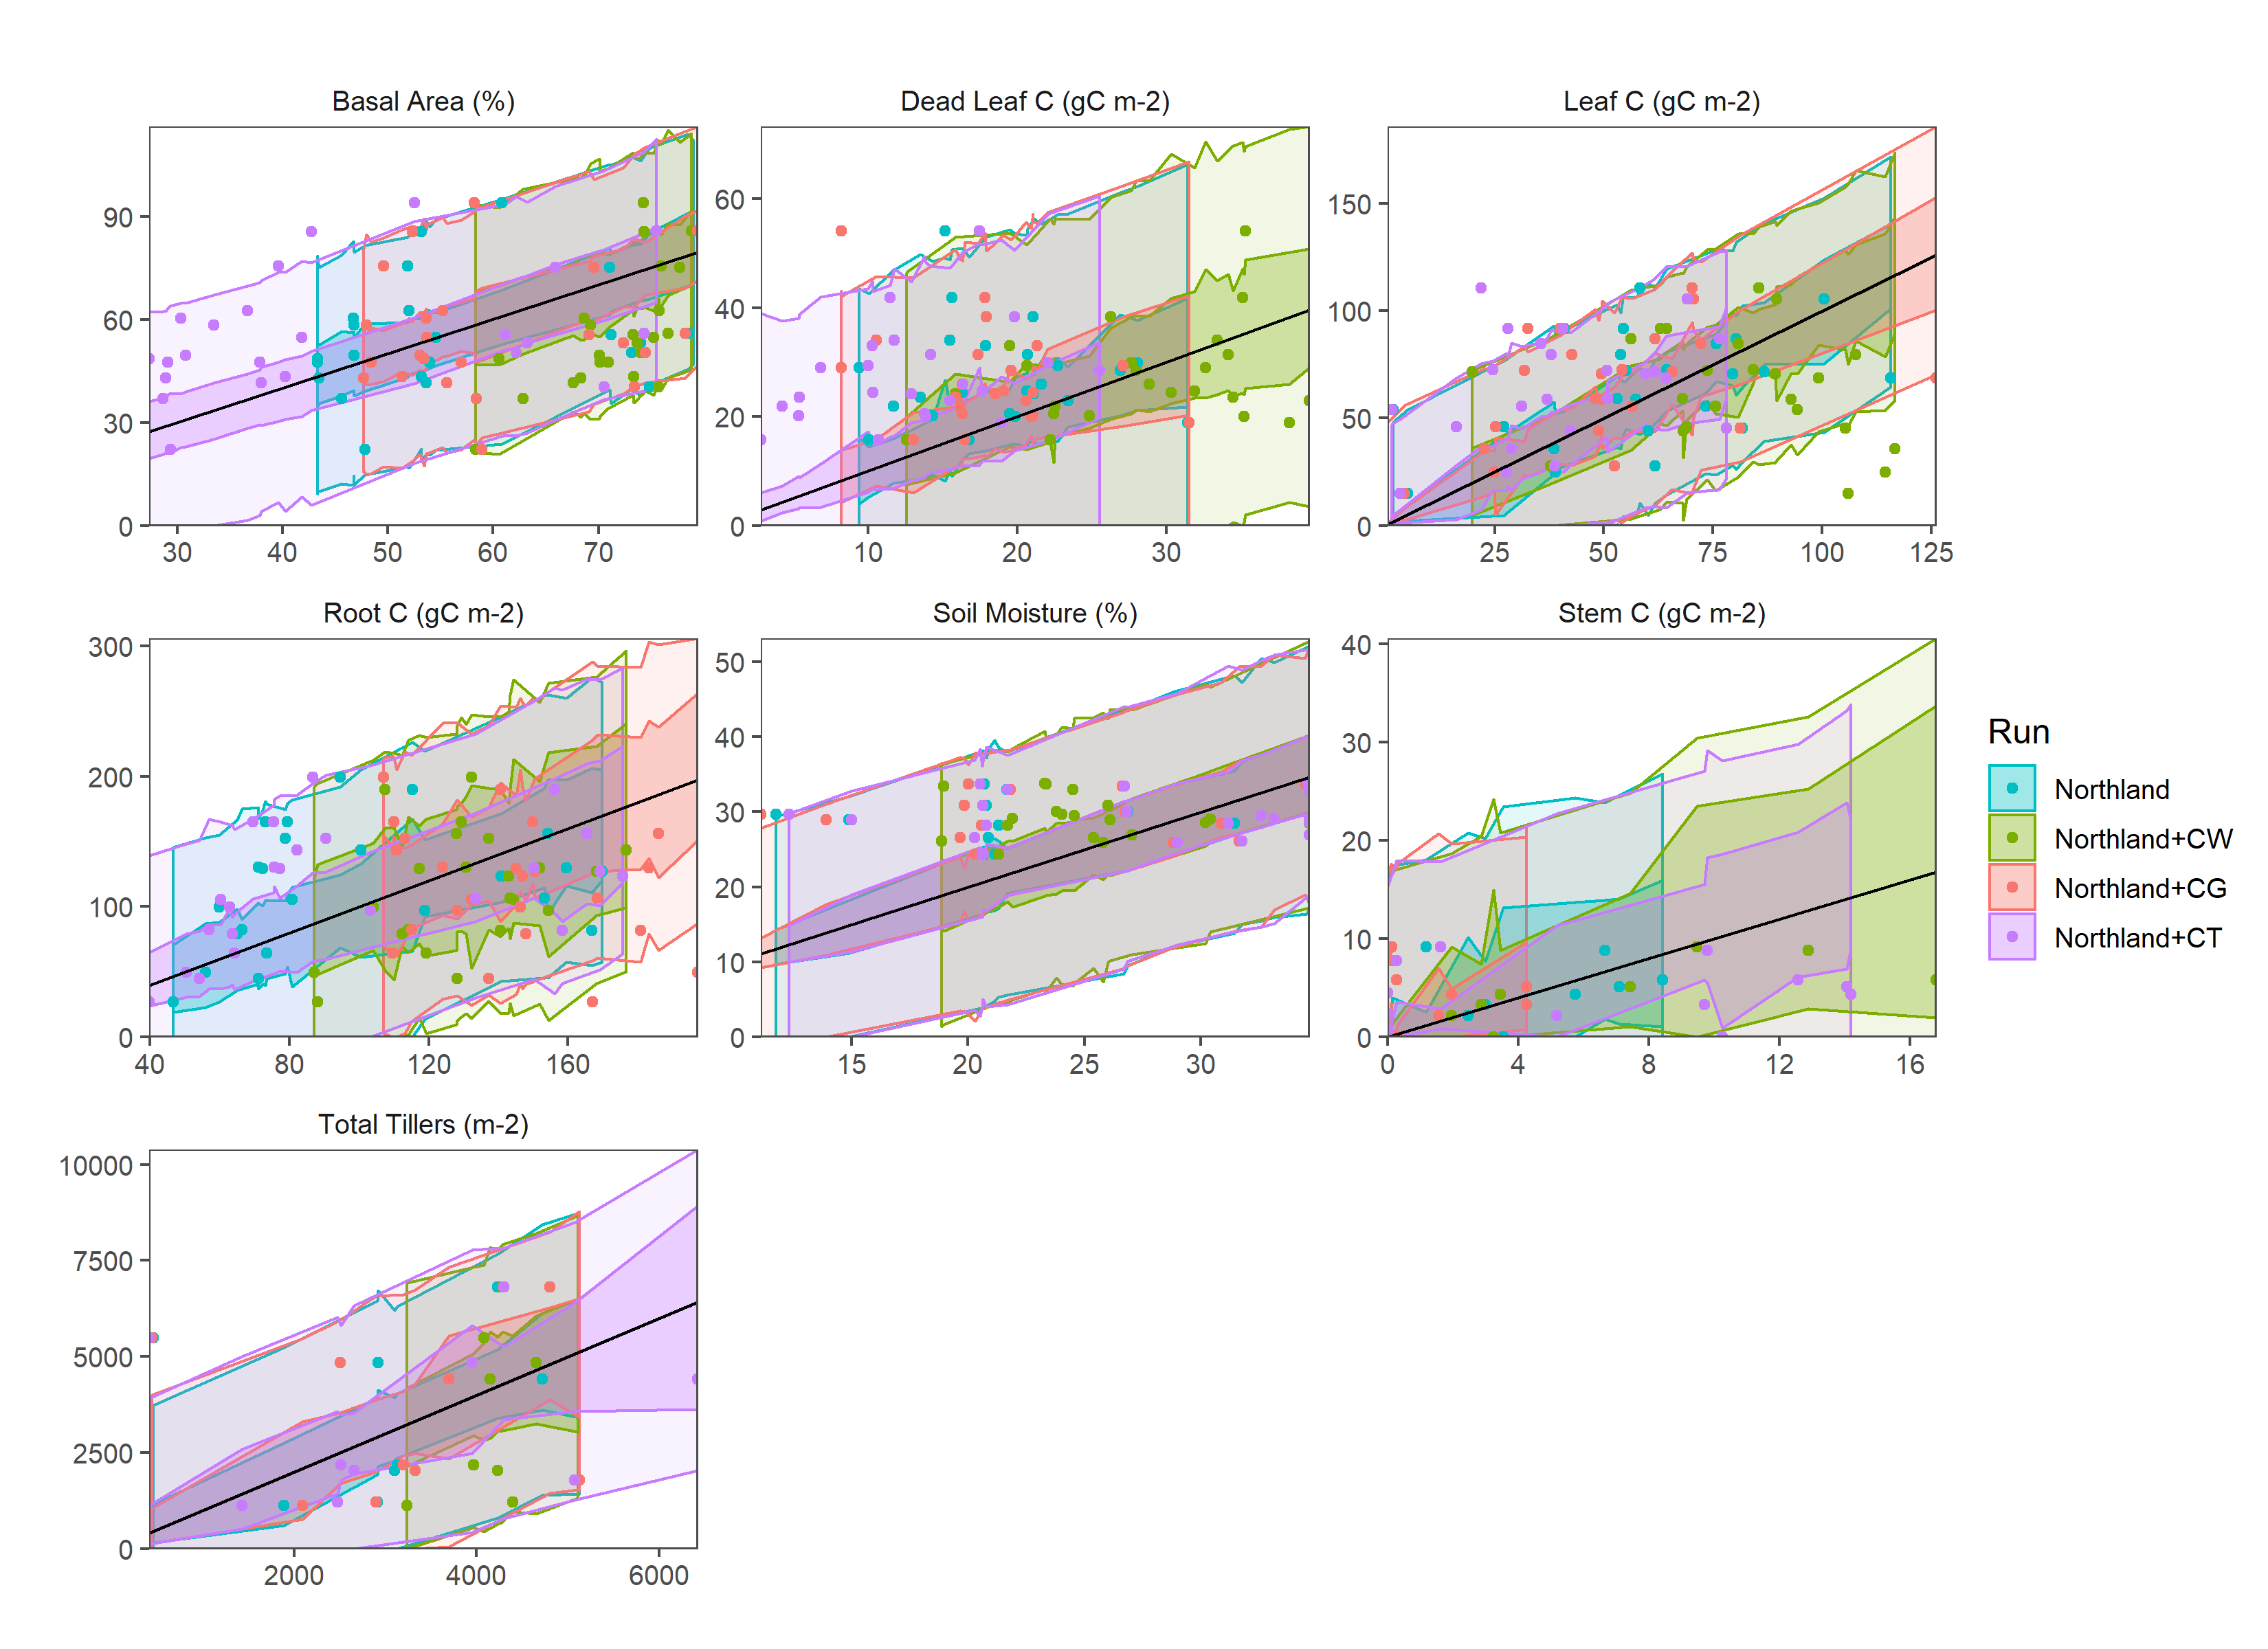 Basal Area (%)
Dead Leaf C (gC m-2)
Leaf C (gC m-2)
90
60
30
0
30 40 50 60 70
60
40
20
0
10 20 30
150
100
50
0
25 50 75 100 125
Root C (gC m-2)
Soil Moisture (%)
Stem C (gC m-2)
300
200
100
0
40 80 120 160
50
40
30
20
10
0
15 20 25 30
40
30
20
10
0
0 4 8 12 16
Run
Northland
Northland+CW
Northland+CG
Northland+CT
Total Tillers (m-2)
10000
7500
5000
2500
0
2000 4000 6000